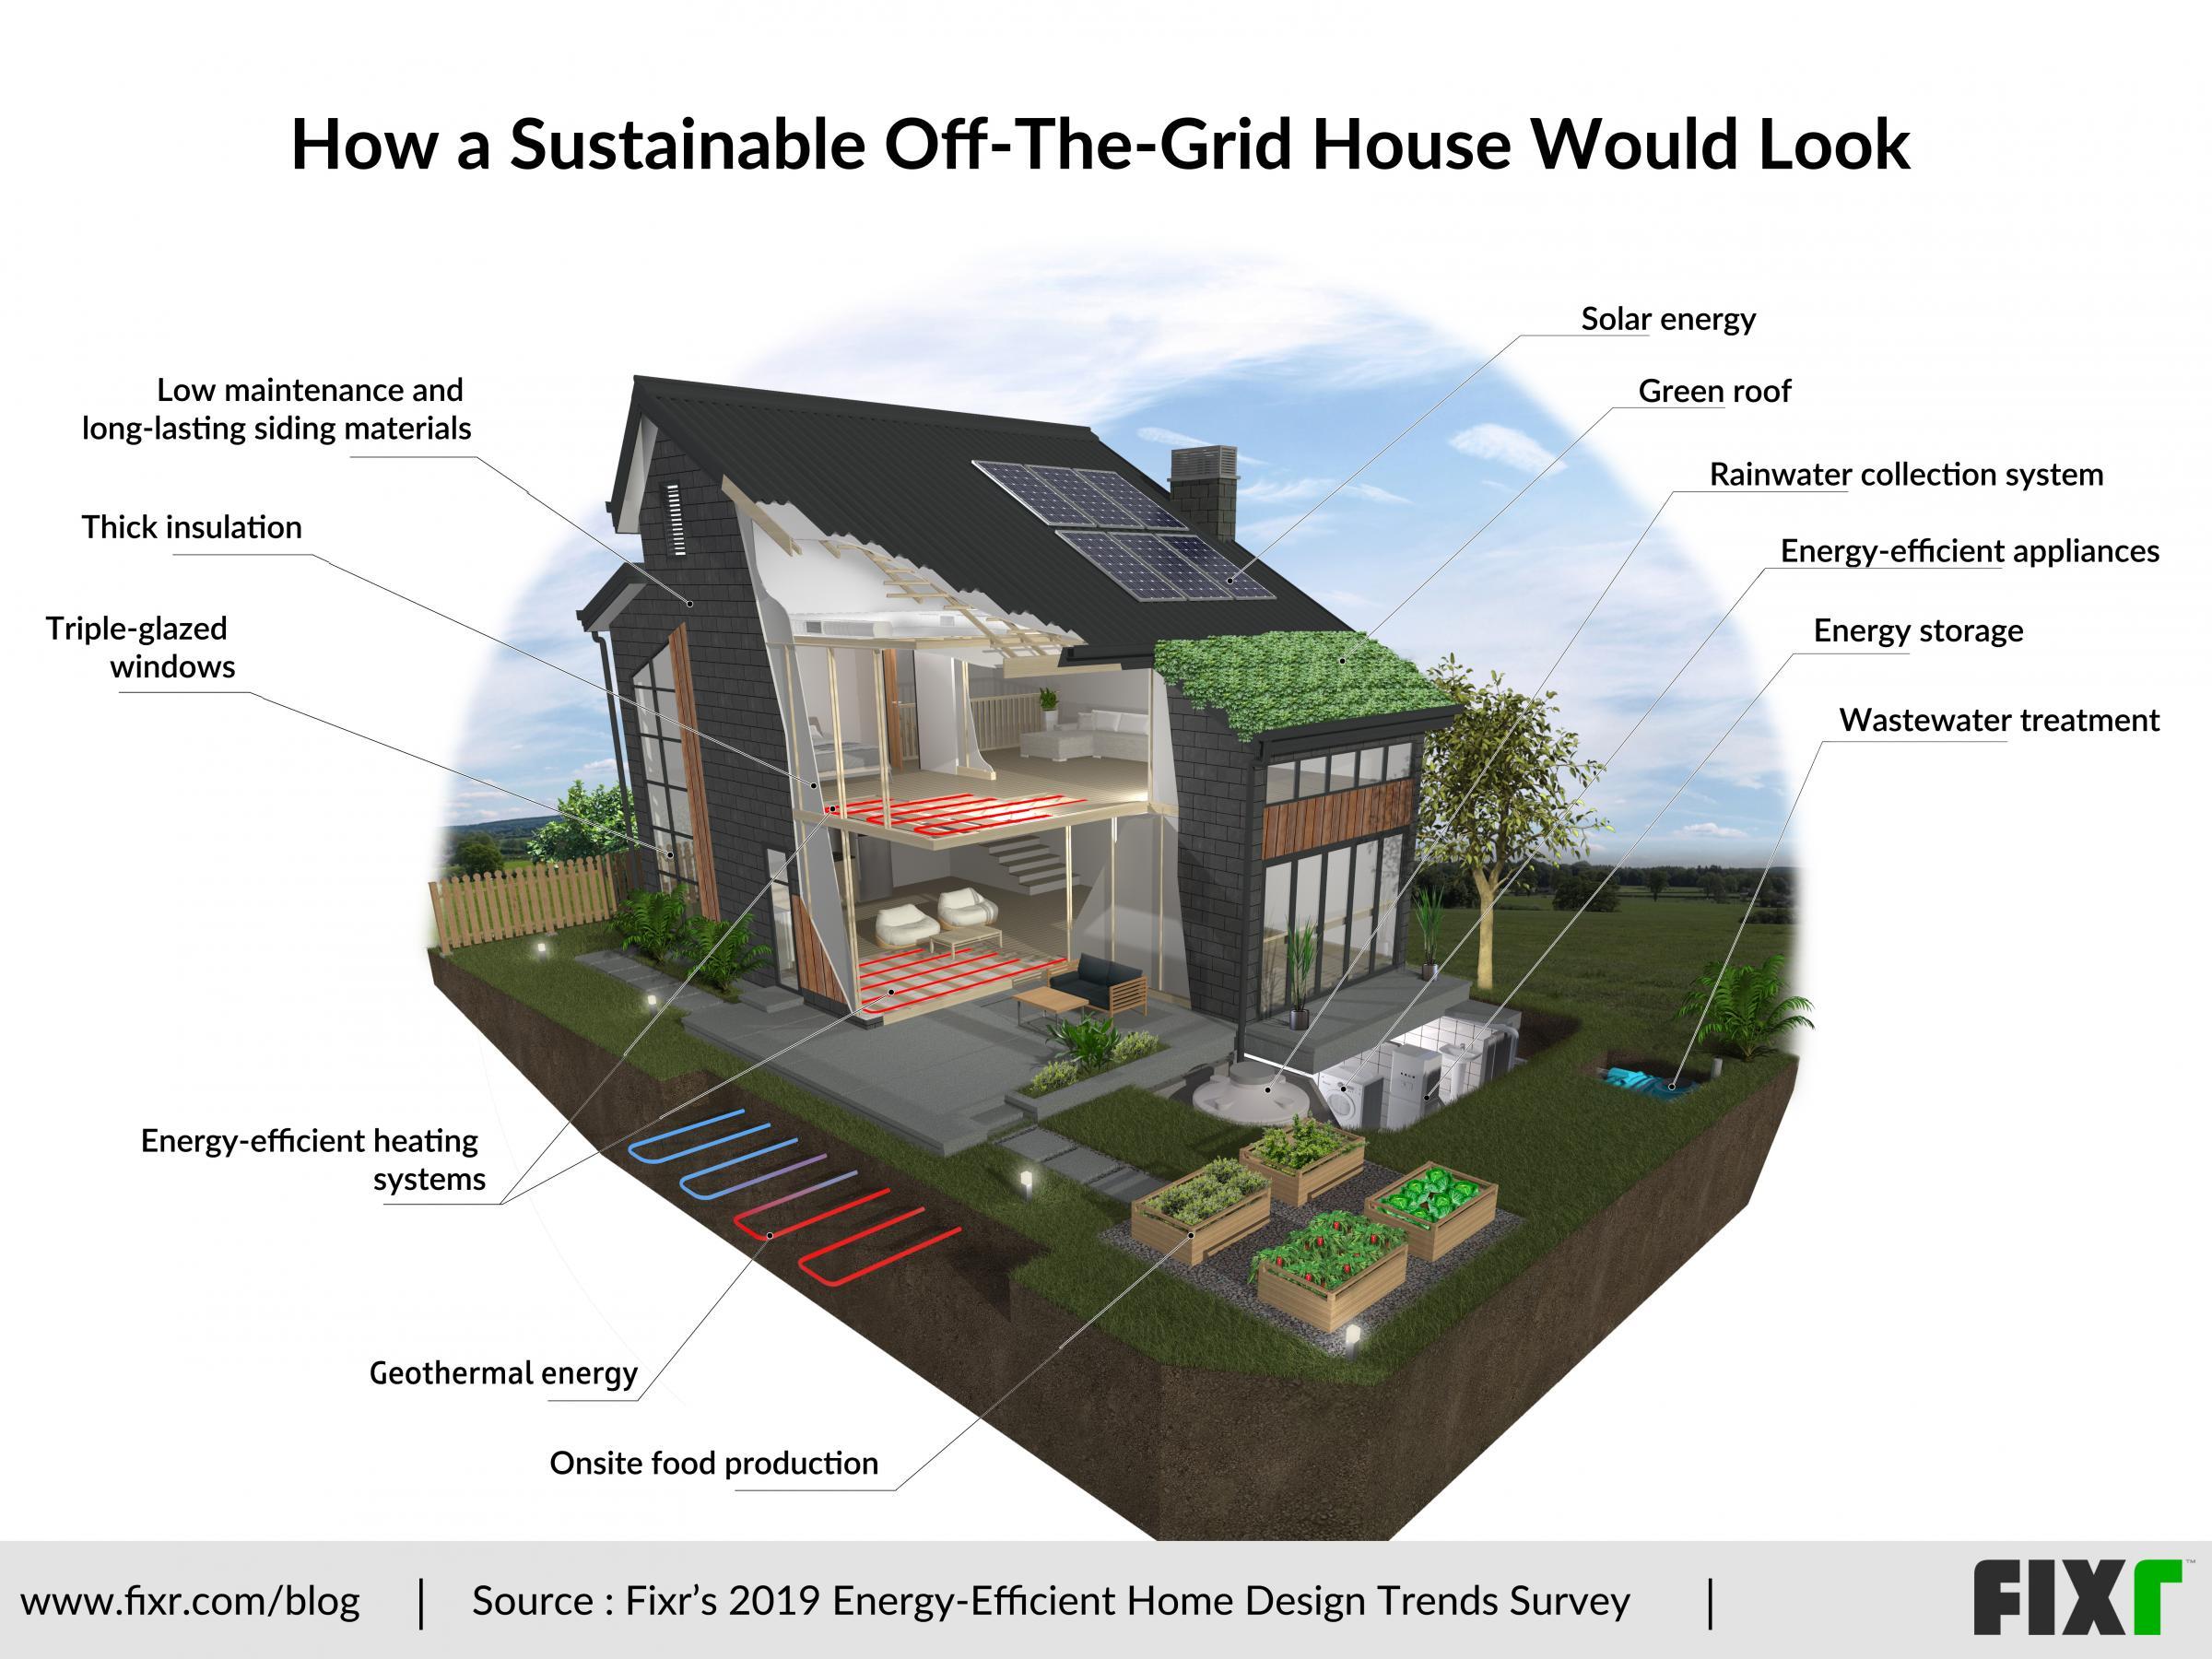 How a Sustainable Off-The-Grid House Would Look
Solar energy
Green roof
Rainwater collection system
Energy-efficient appliances
Energy storage
Wastewater treatment
Low maintenance and
long-lasting siding materials
Thick insulation
Triple-glazed
windows
Energy-efficient heating
systems
Geothermal energy
Onsite food production
www.fixr.com/blog | Source : Fixr’s 2019 Energy-Efficient Home Design Trends Survey | FIXr™